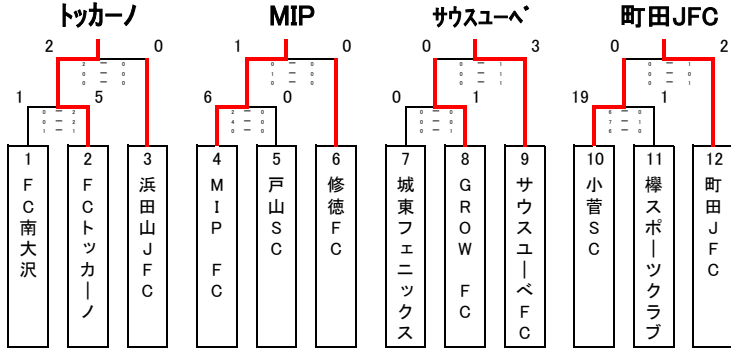 トッカーノ MIP サウスユーベ 町田JFC
2 0 1 0 0 3 0 2
1 5 6 0 0 1 19 1
1 2 3 4 5 6 7 8 9 10 11 12
FC南大沢
FCトッカーノ
浜田山JFC
MIP FC
戸山SC
修徳FC
城東フェニックス
GROW FC
サウスユーベFC
小菅SC
欅スポーツクラブ
町田JFC